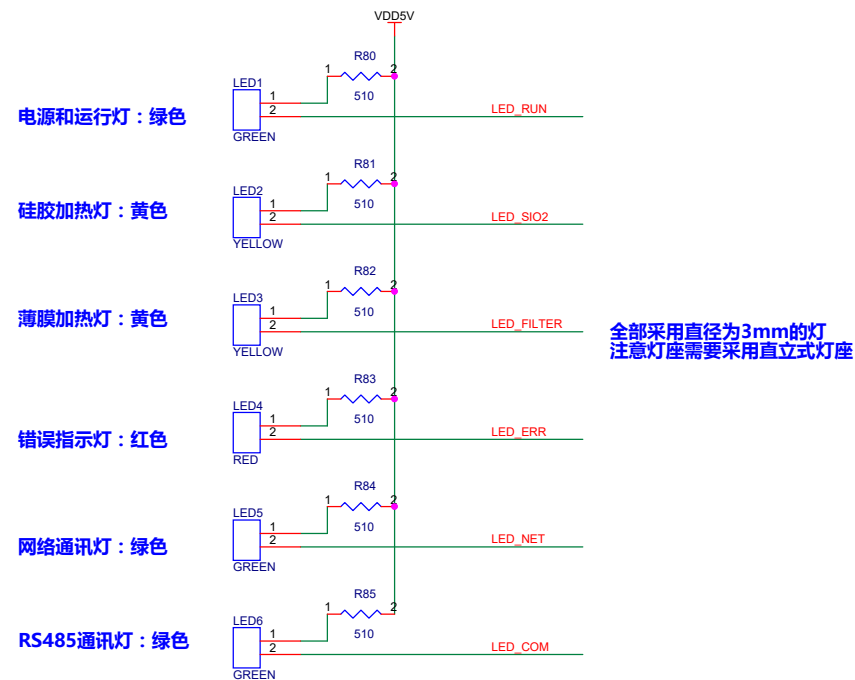 VDD5V
R80
1
2
510
LED1
1
2
GREEN
LED_RUN
电源和运行灯：绿色
R81
1
2
510
LED2
1
2
YELLOW
LED_SIO2
硅胶加热灯：黄色
R82
1
2
510
LED3
1
2
YELLOW
LED_FILTER
薄膜加热灯：黄色
全部采用直径为3mm的灯
注意灯座需要采用直立式灯座
R83
1
2
510
LED4
1
2
RED
LED_ERR
错误指示灯：红色
R84
1
2
510
LED5
1
2
GREEN
LED_NET
网络通讯灯：绿色
R85
1
2
510
LED6
1
2
GREEN
LED_COM
RS485通讯灯：绿色